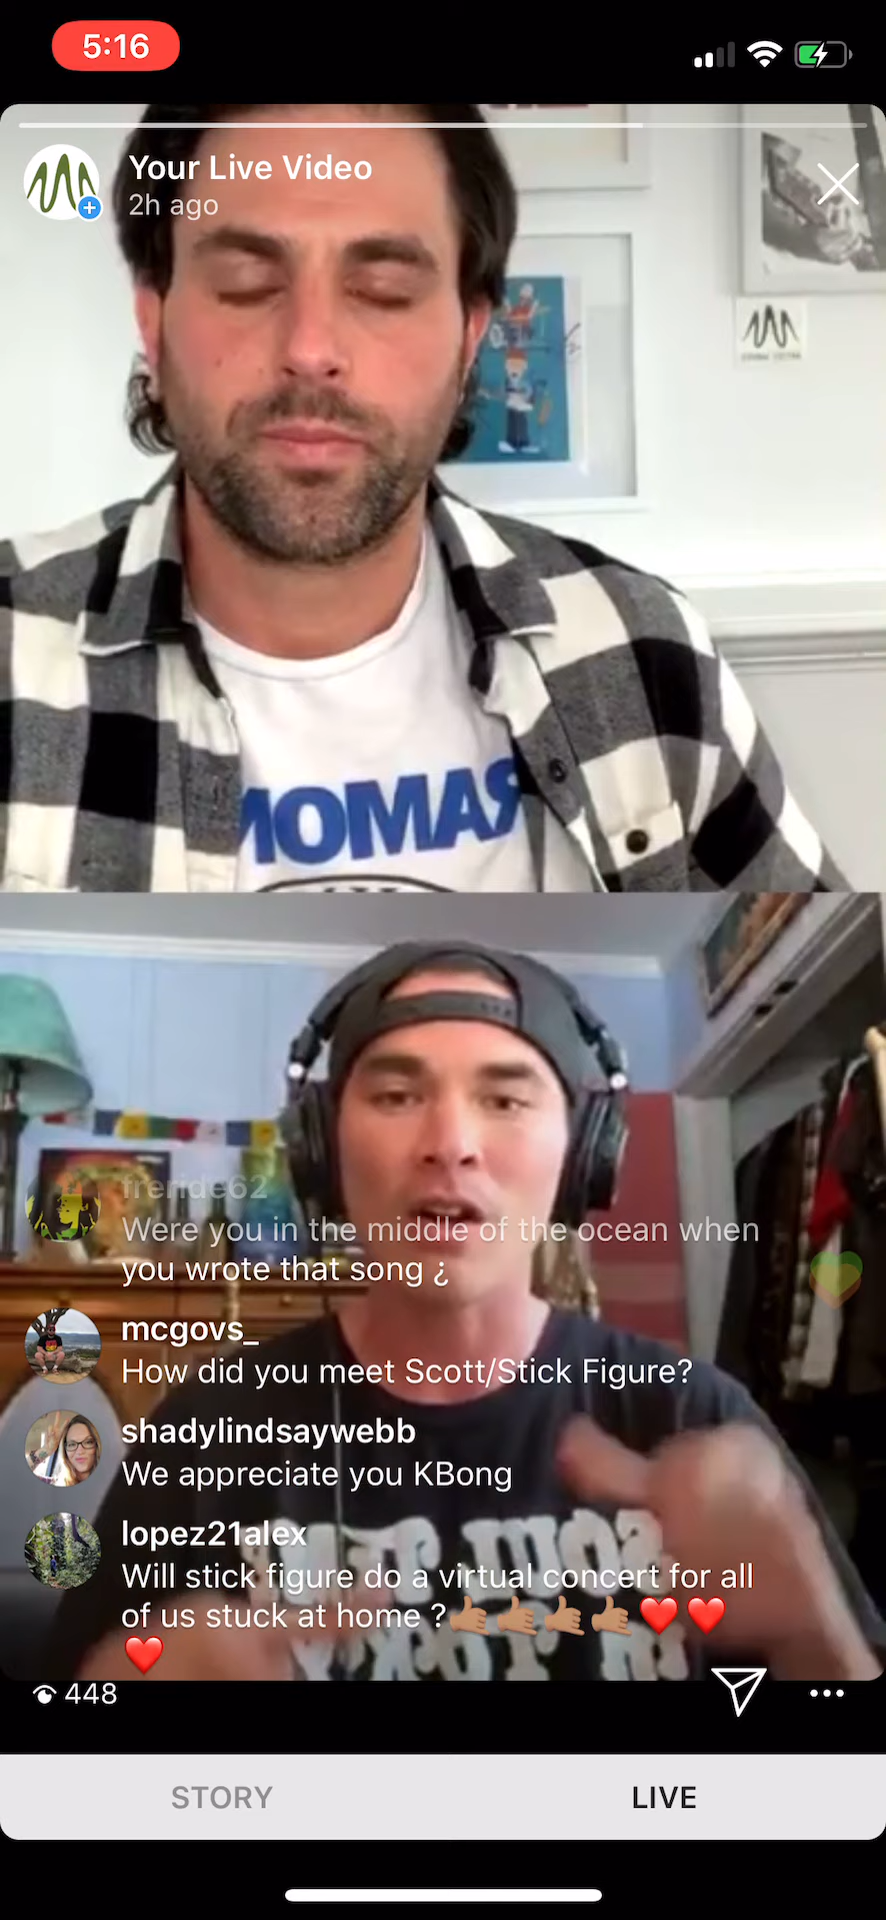 5:16
Your Live Video
2h ago
freride62
Were you in the middle of the ocean when
you wrote that song ¿
mcgovs_
How did you meet Scott/Stick Figure?
shadylindsaywebb
We appreciate you KBong
lopez21alex
Will stick figure do a virtual concert for all
of us stuck at home ?🤙🏽🤙🏽🤙🏽🤙🏽❤️❤️
❤️
448
STORY
LIVE